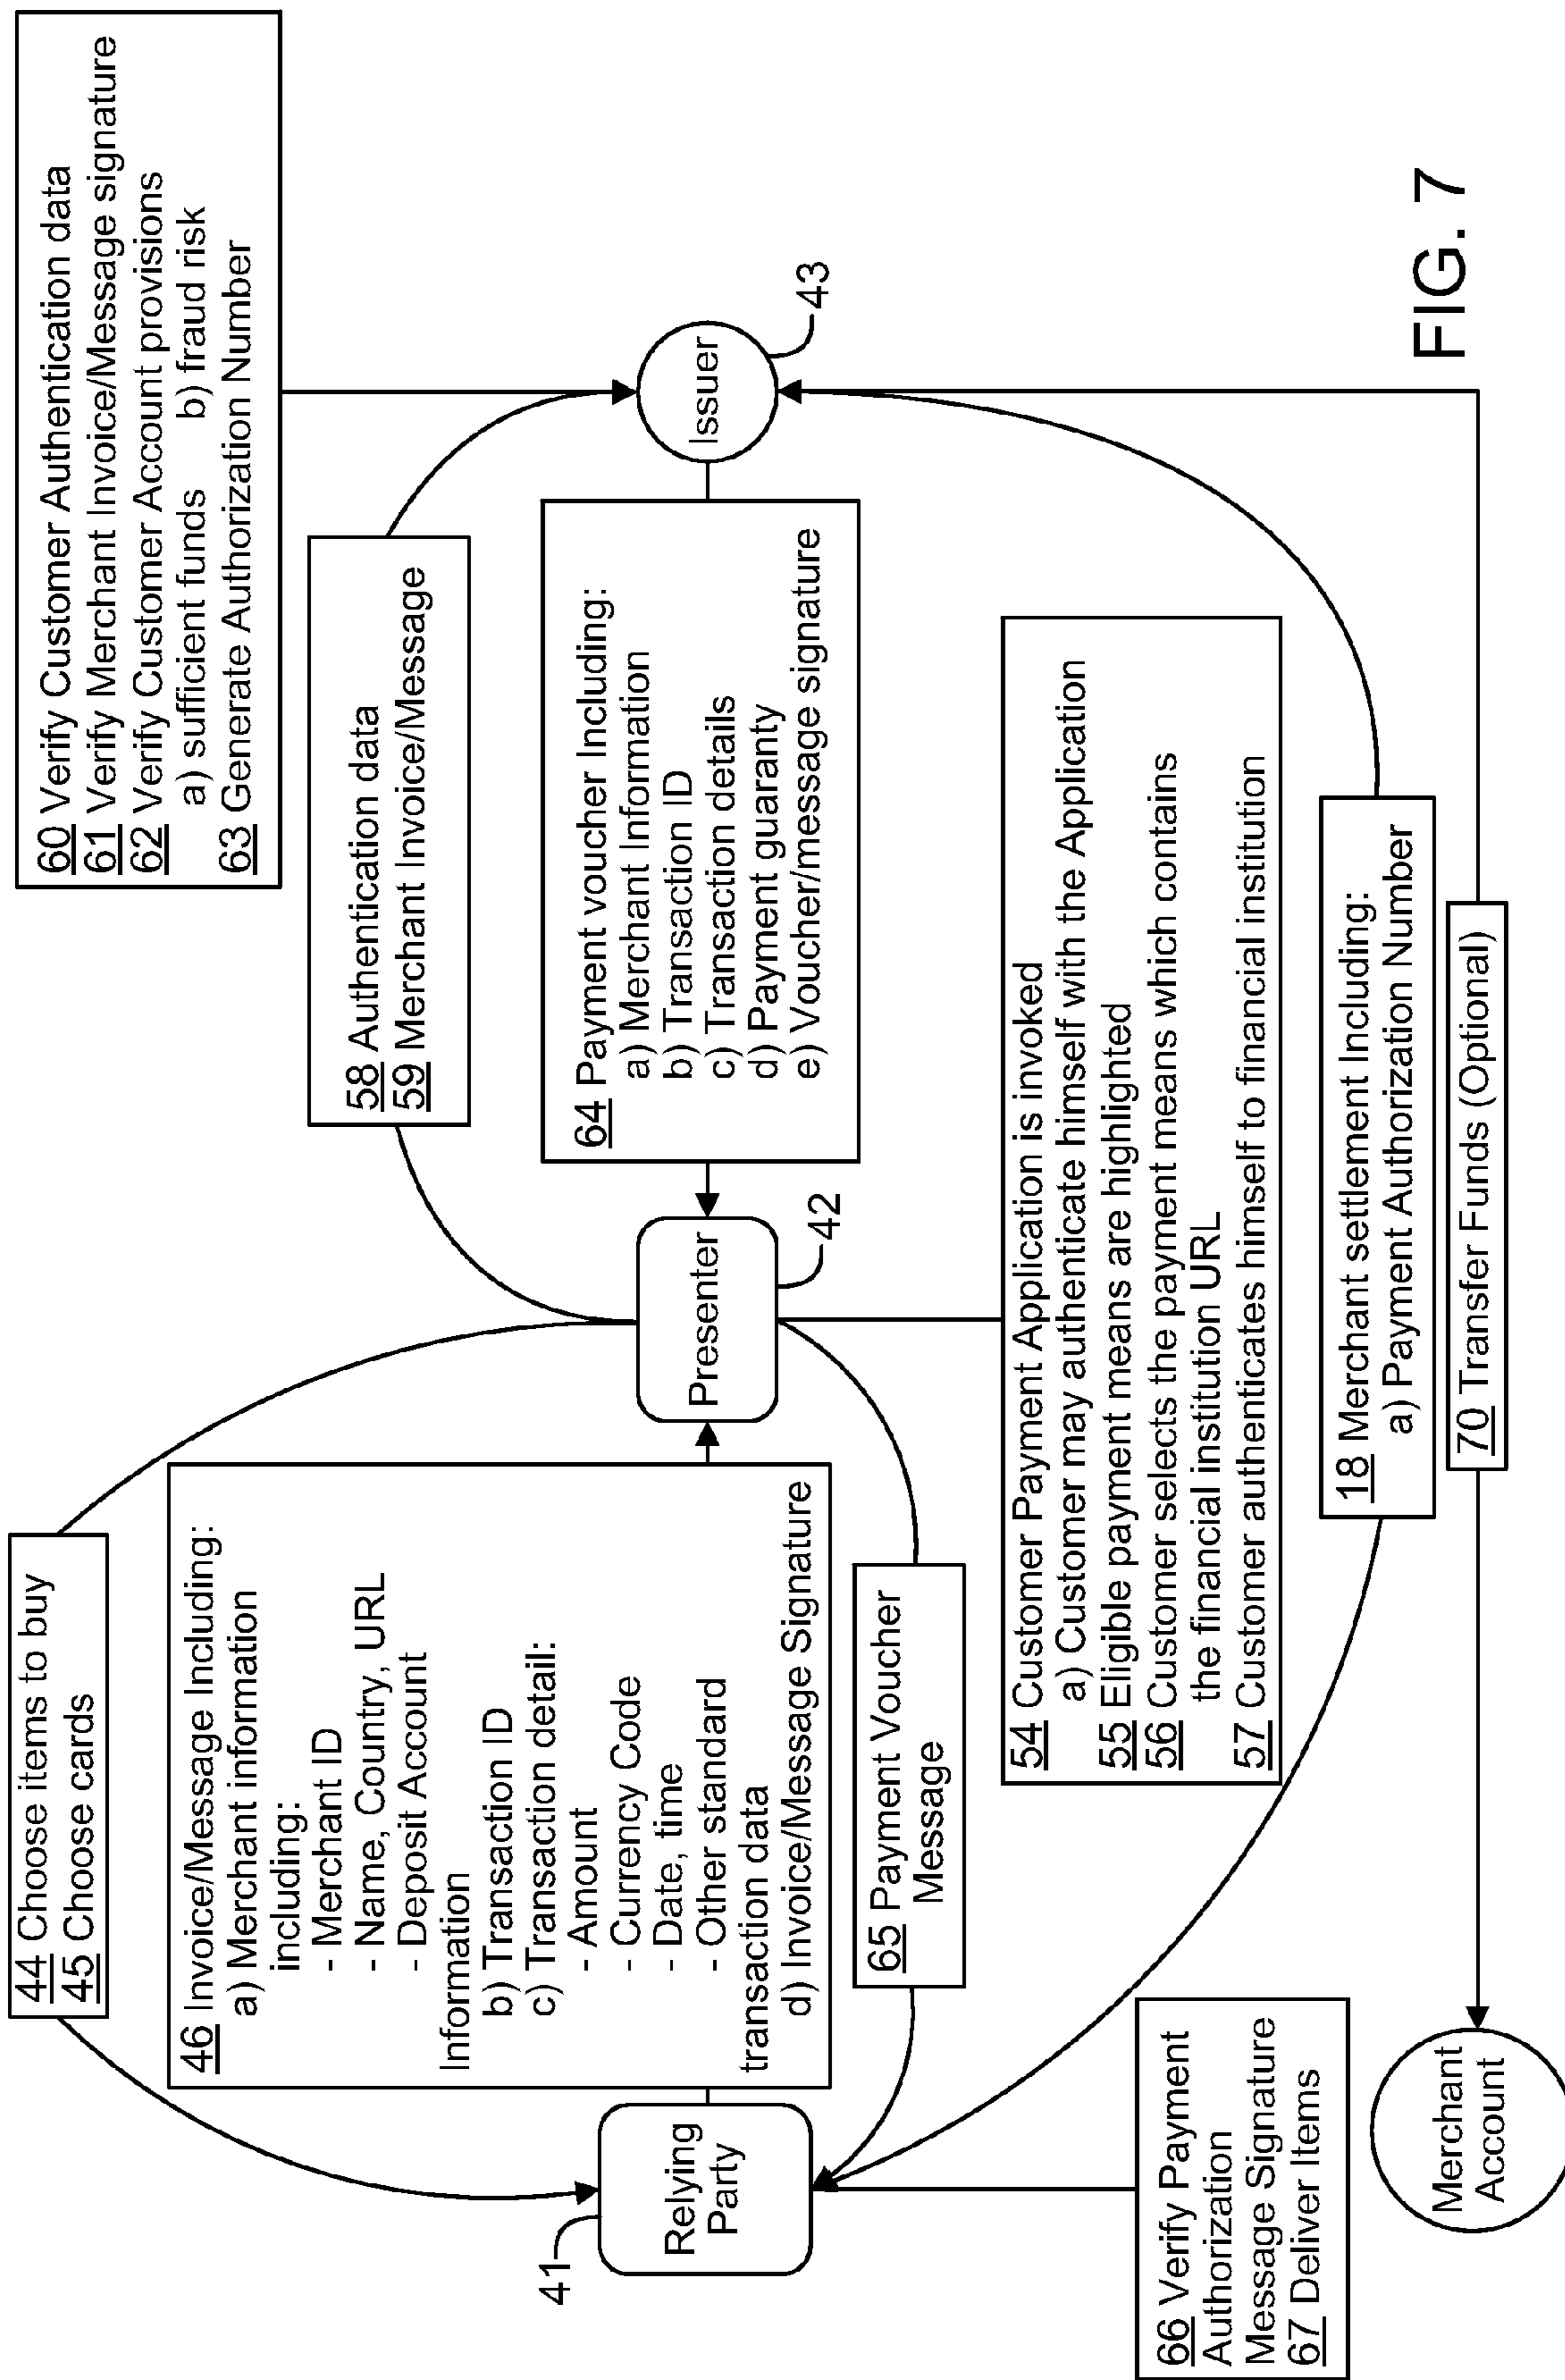 44 Choose items to buy
45 Choose cards
46 Invoice/Message Including:
a) Merchant information
including:
- Merchant ID
- Name, Country, URL
- Deposit Account
Information
b) Transaction ID
c) Transaction detail:
- Amount
- Currency Code
- Date, time
- Other standard
transaction data
d) Invoice/Message Signature
41
Relying
Party
65 Payment Voucher
Message
66 Verify Payment
Authorization
Message Signature
67 Deliver Items
Merchant
Account
Presenter
42
54 Customer Payment Application is invoked
a) Customer may authenticate himself with the Application
55 Eligible payment means are highlighted
56 Customer selects the payment means which contains
the financial institution URL
57 Customer authenticates himself to financial institution
18 Merchant settlement Including:
a) Payment Authorization Number
70 Transfer Funds (Optional)
58 Authentication data
59 Merchant Invoice/Message
64 Payment voucher Including:
a) Merchant Information
b) Transaction ID
c) Transaction details
d) Payment guaranty
e) Voucher/message signature
60 Verify Customer Authentication data
61 Verify Merchant Invoice/Message signature
62 Verify Customer Account provisions
a) sufficient funds b) fraud risk
63 Generate Authorization Number
Issuer
43
FIG. 7